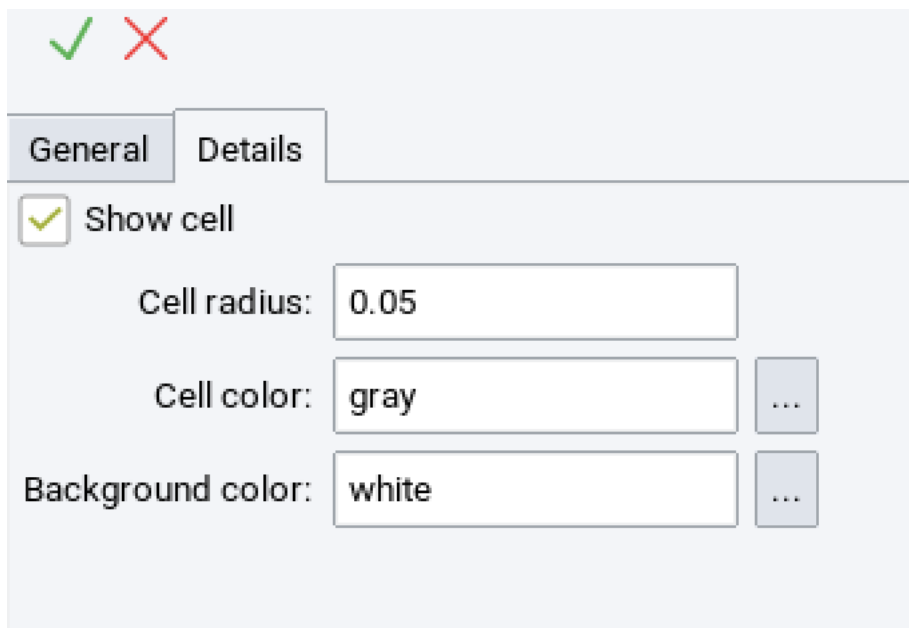 General Details
Show cell
Cell radius: 0.05
Cell color: gray ...
Background color: white ...